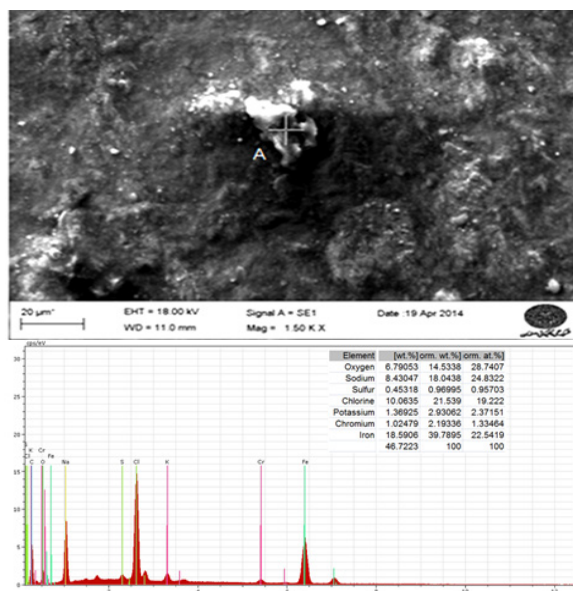 A
20 µm*
EHT = 18.00 kV
Signal A = SE1
Date :19 Apr 2014
WD = 11.0 mm
Mag = 1.50 K X
cps/eV
Element [wt.%] orm. wt.%] orm. at.%]
Oxygen 6.79053 14.5338 28.7407
Sodium 8.43047 18.0438 24.8322
Sulfur 0.45318 0.96995 0.95703
Chlorine 10.0635 21.539 19.222
Potassium 1.36925 2.93062 2.37151
Chromium 1.02479 2.19336 1.33464
Iron 18.5906 39.7895 22.5419
46.7223 100 100
30
25
20
15
10
5
0
K Cr
Cl Fe
C O Na S Cl K Cr Fe